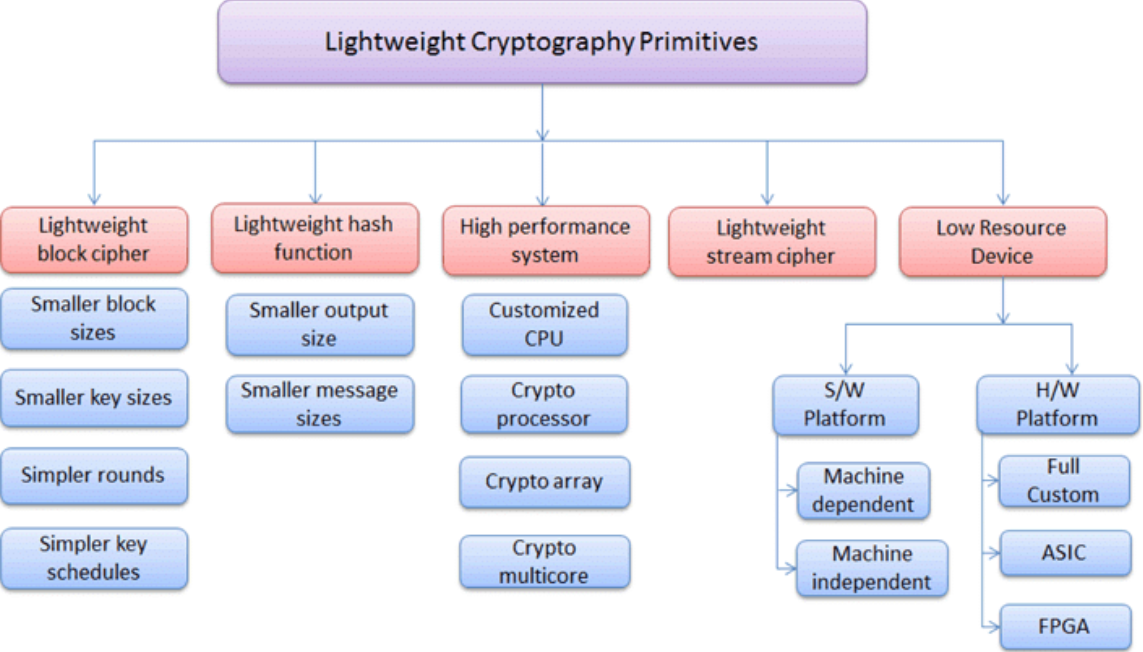 Lightweight Cryptography Primitives
Lightweight
block cipher
Lightweight hash
function
High performance
system
Lightweight
stream cipher
Low Resource
Device
Smaller block
sizes
Smaller key sizes
Simpler rounds
Simpler key
schedules
Smaller output
size
Smaller message
sizes
Customized
CPU
Crypto
processor
Crypto array
Crypto
multicore
S/W
Platform
Machine
dependent
Machine
independent
H/W
Platform
Full
Custom
ASIC
FPGA